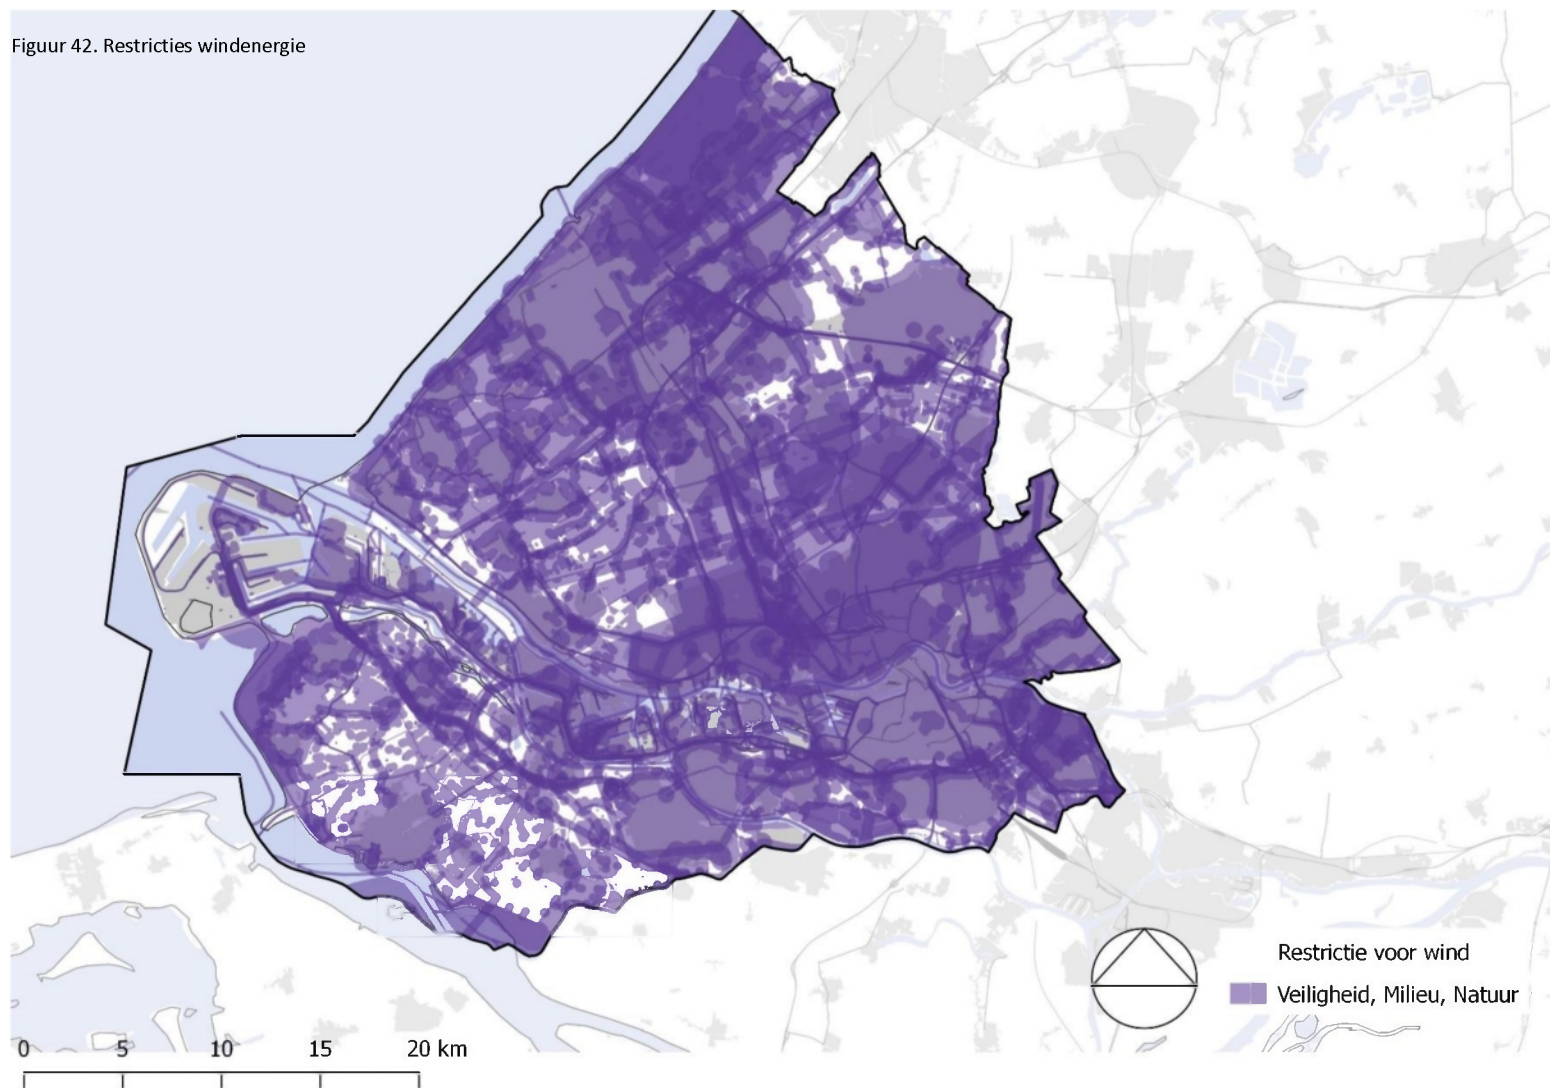 Figuur 42. Restricties windenergie
Restrictie voor wind
Veiligheid, Milieu, Natuur
0 5 10 15 20 km